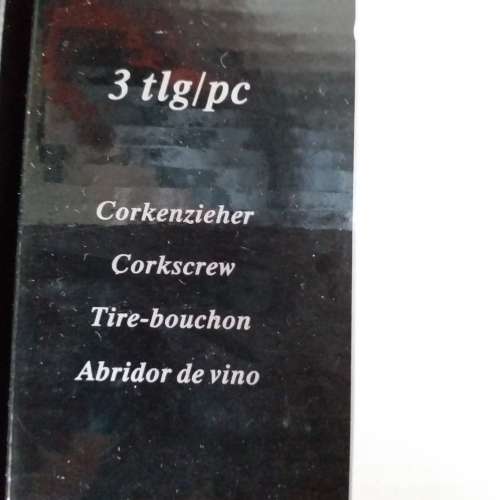 3 tlg/pc
Corkenzieher
Corkscrew
Tire-bouchon
Abridor de vino